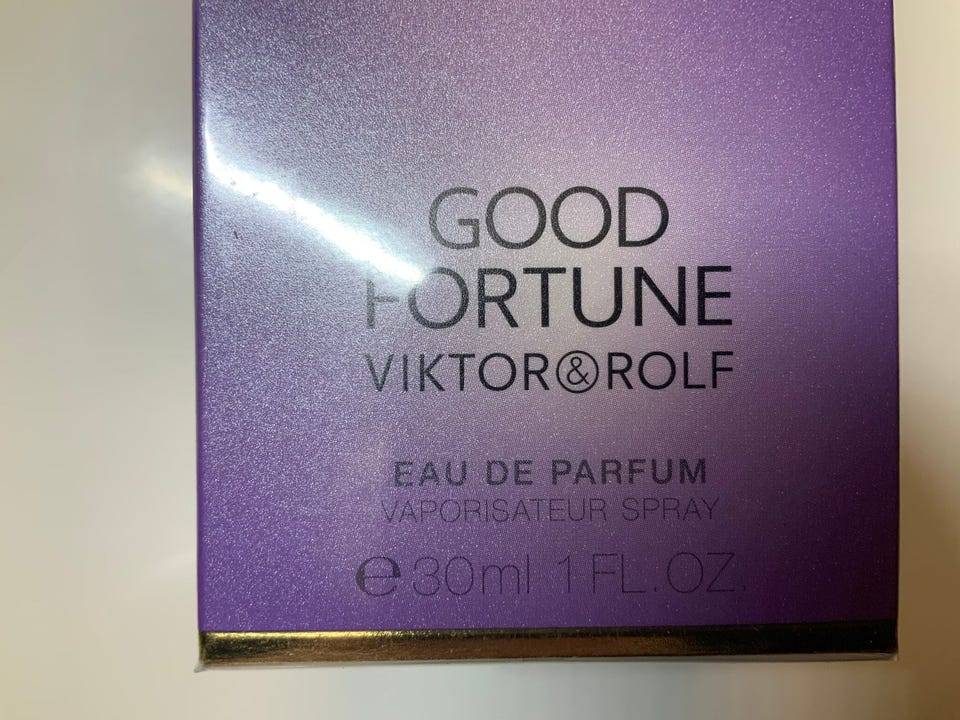 GOOD
FORTUNE
VIKTOR&ROLF
EAU DE PARFUM
VAPORISATEUR SPRAY
℮ 30ml 1 FL.OZ.